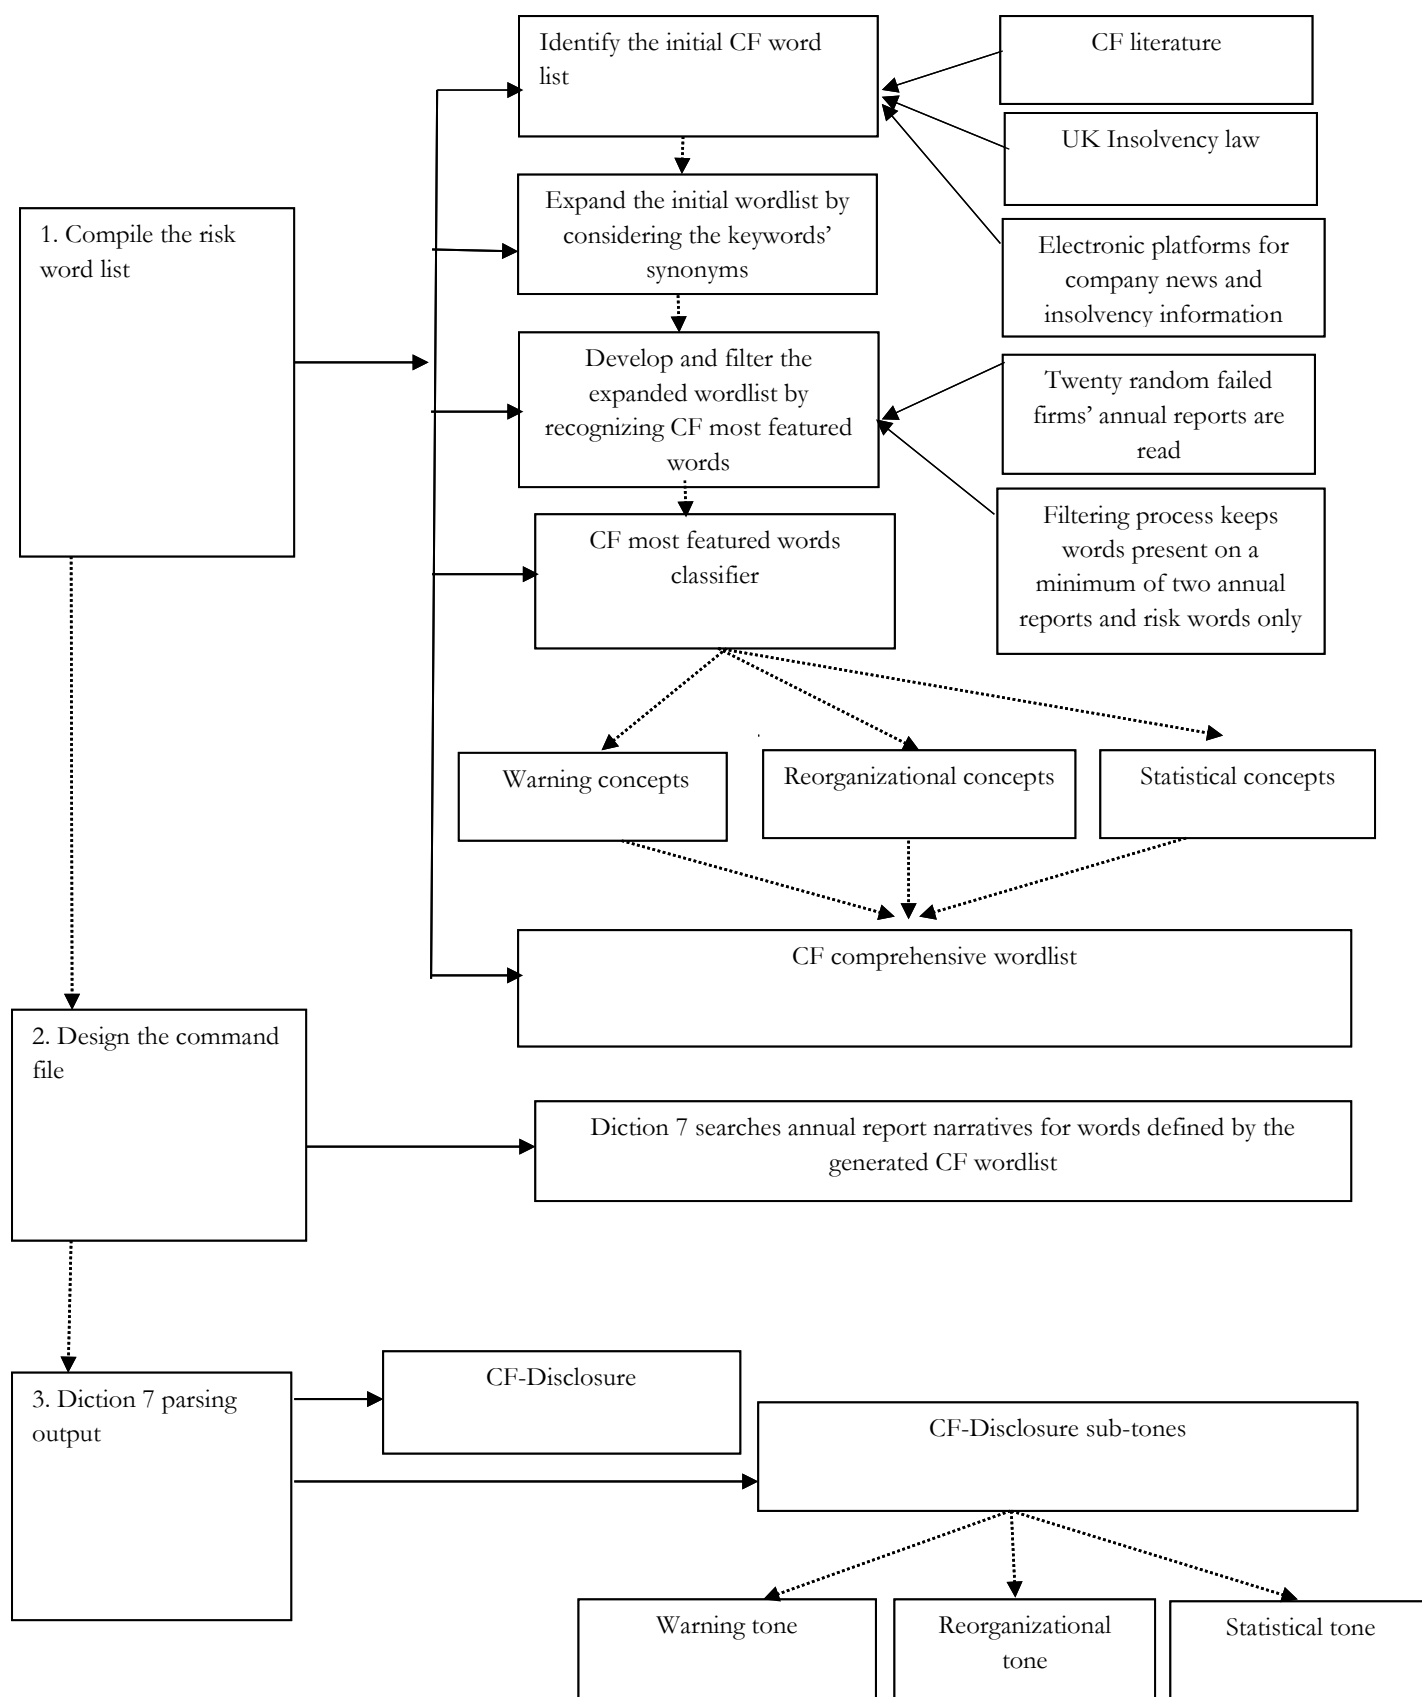 Identify the initial CF word
list
CF literature
UK Insolvency law
1. Compile the risk
word list
Expand the initial wordlist by
considering the keywords’
synonyms
Electronic platforms for
company news and
insolvency information
Develop and filter the
expanded wordlist by
recognizing CF most featured
words
Twenty random failed
firms’ annual reports are
read
CF most featured words
classifier
Filtering process keeps
words present on a
minimum of two annual
reports and risk words only
Warning concepts
Reorganizational concepts
Statistical concepts
CF comprehensive wordlist
2. Design the command
file
Diction 7 searches annual report narratives for words defined by the
generated CF wordlist
3. Diction 7 parsing
output
CF-Disclosure
CF-Disclosure sub-tones
Warning tone
Reorganizational
tone
Statistical tone